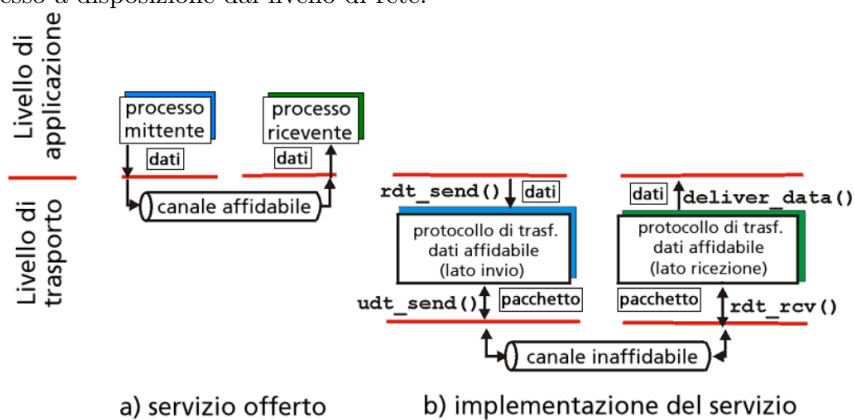 esso a disposizione dal livello di rete.
Livello di
applicazione
processo
mittente
processo
ricevente
dati
dati
Livello di
trasporto
canale affidabile
rdt_send()
dati
dati
deliver_data()
protocollo di trasf.
dati affidabile
(lato invio)
protocollo di trasf.
dati affidabile
(lato ricezione)
udt_send()
pacchetto
pacchetto
rdt_rcv()
canale inaffidabile
a) servizio offerto
b) implementazione del servizio